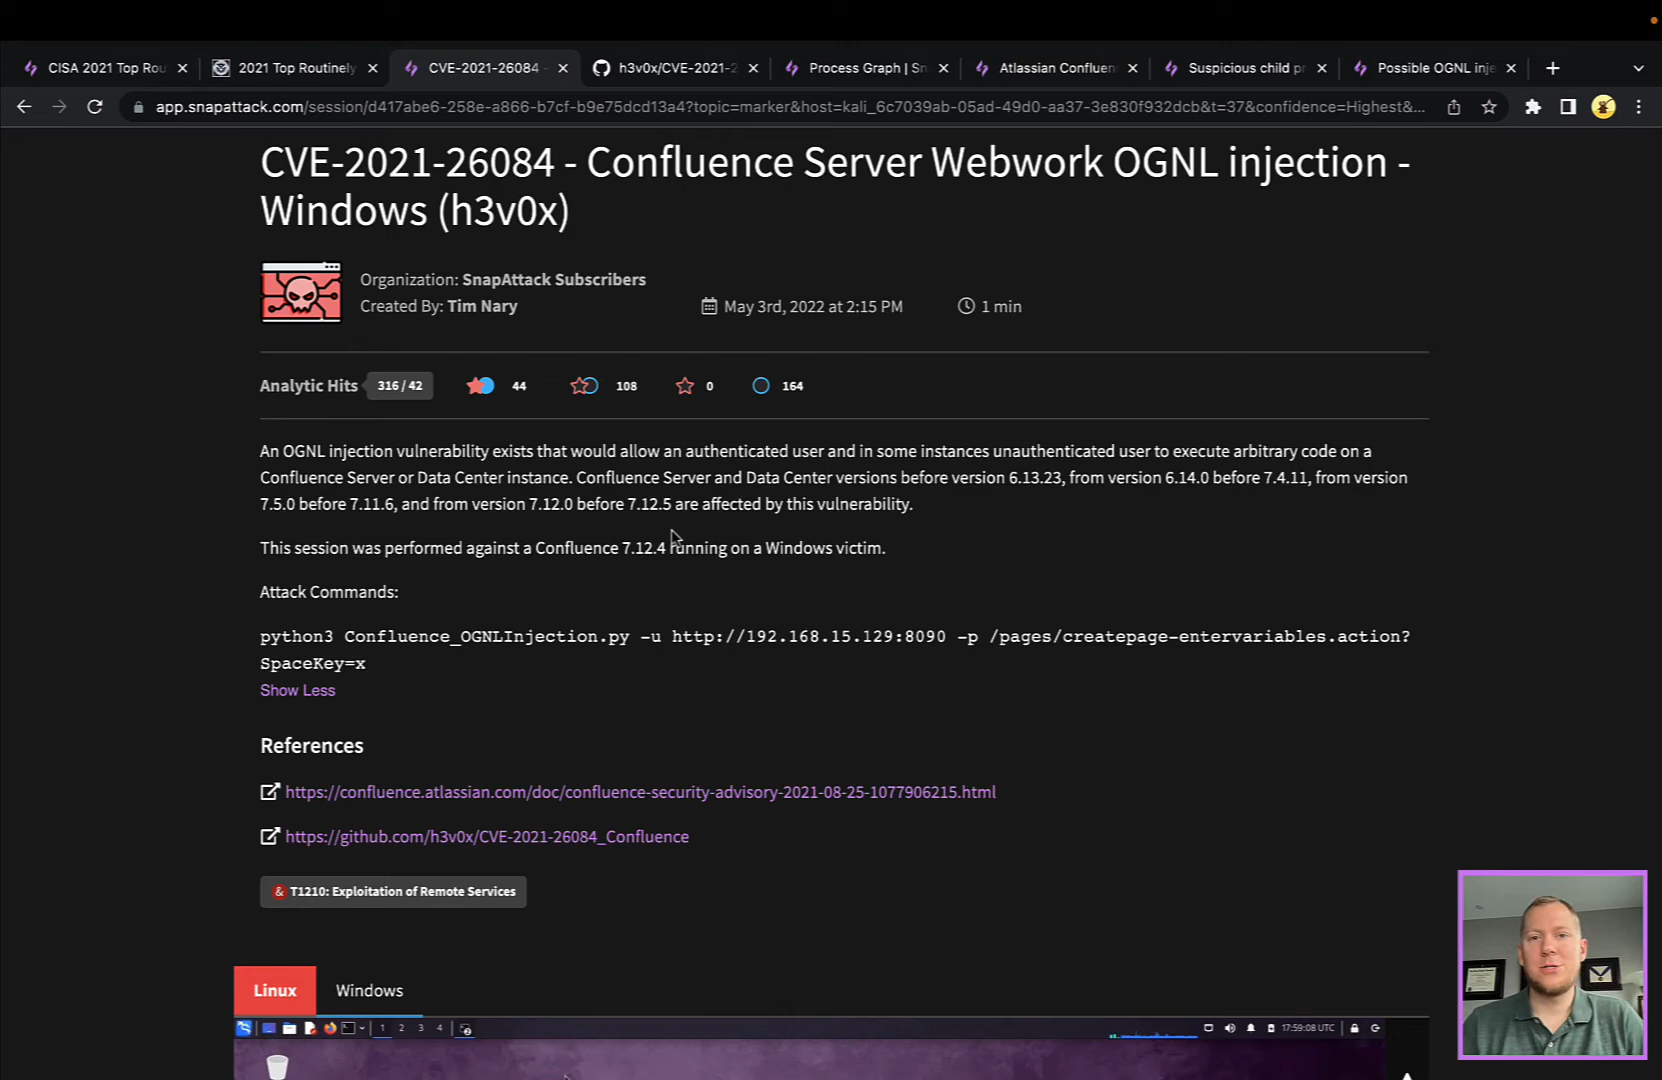 CISA 2021 Top Rou
2021 Top Routinely
CVE-2021-26084 -
h3v0x/CVE-2021-2
Process Graph | Sn
Atlassian Confluen
Suspicious child pr
Possible OGNL inje
app.snapattack.com/session/d417abe6-258e-a866-b7cf-b9e75dcd13a4?topic=marker&host=kali_6c7039ab-05ad-49d0-aa37-3e830f932dcb&t=37&confidence=Highest&...
CVE-2021-26084 - Confluence Server Webwork OGNL injection -
Windows (h3v0x)
Organization: SnapAttack Subscribers
Created By: Tim Nary
May 3rd, 2022 at 2:15 PM
1 min
Analytic Hits 316 / 42 44 108 0 164
An OGNL injection vulnerability exists that would allow an authenticated user and in some instances unauthenticated user to execute arbitrary code on a
Confluence Server or Data Center instance. Confluence Server and Data Center versions before version 6.13.23, from version 6.14.0 before 7.4.11, from version
7.5.0 before 7.11.6, and from version 7.12.0 before 7.12.5 are affected by this vulnerability.
This session was performed against a Confluence 7.12.4 running on a Windows victim.
Attack Commands:
python3 Confluence_OGNLInjection.py -u http://192.168.15.129:8090 -p /pages/createpage-entervariables.action?
SpaceKey=x
Show Less
References
https://confluence.atlassian.com/doc/confluence-security-advisory-2021-08-25-1077906215.html
https://github.com/h3v0x/CVE-2021-26084_Confluence
& T1210: Exploitation of Remote Services
Linux
Windows
1 2 3 4
17:59:08 UTC